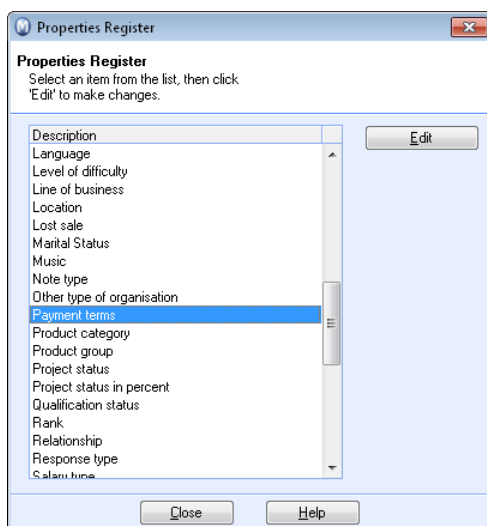 Properties Register
Properties Register
Select an item from the list, then click
'Edit' to make changes.
Description
Edit
Language
Level of difficulty
Line of business
Location
Lost sale
Marital Status
Music
Note type
Other type of organisation
Payment terms
Product category
Product group
Project status
Project status in percent
Qualification status
Rank
Relationship
Response type
Salary type
Close
Help